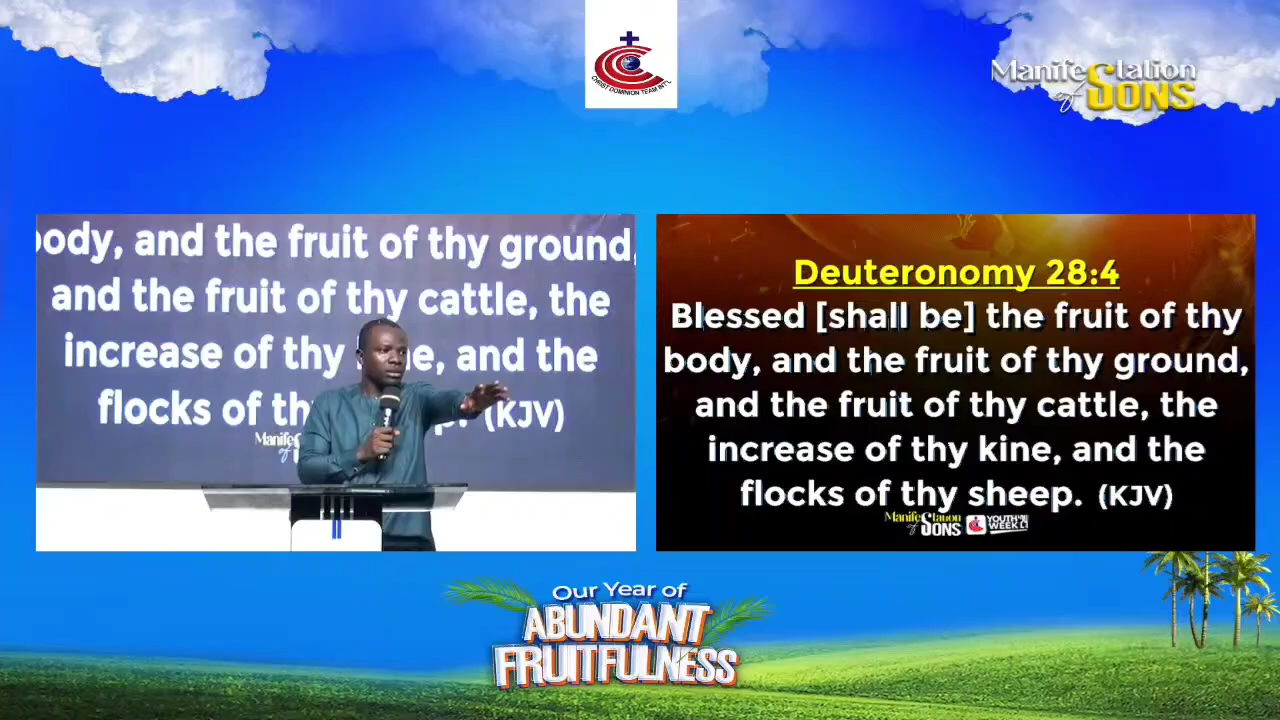 CHRIST DOMINION TEAM INT'L
Manifestation
of SONS
body, and the fruit of thy ground,
and the fruit of thy cattle, the
increase of thy
and the
flocks of
(KJV)
Deuteronomy 28:4
Blessed [shall be] the fruit of thy
body, and the fruit of thy ground,
and the fruit of thy cattle, the
increase of thy kine, and the
flocks of thy sheep. (KJV)
Manifestation
of SONS
YOUTH
WEEK
Our Year of
ABUNDANT
FRUITFULNESS